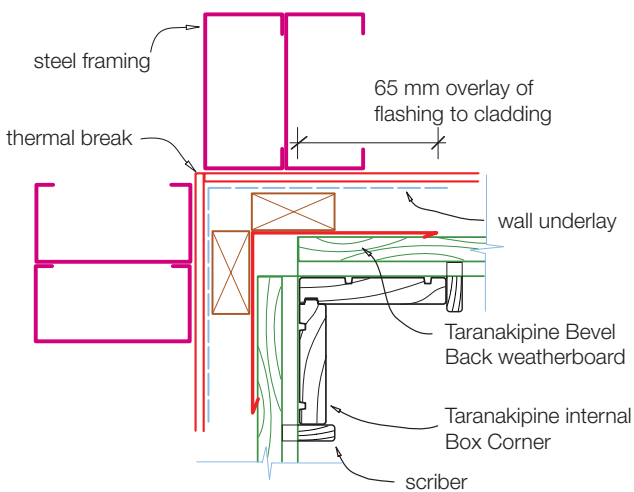 steel framing
65 mm overlay of
flashing to cladding
thermal break
wall underlay
Taranakipine Bevel
Back weatherboard
Taranakipine internal
Box Corner
scriber